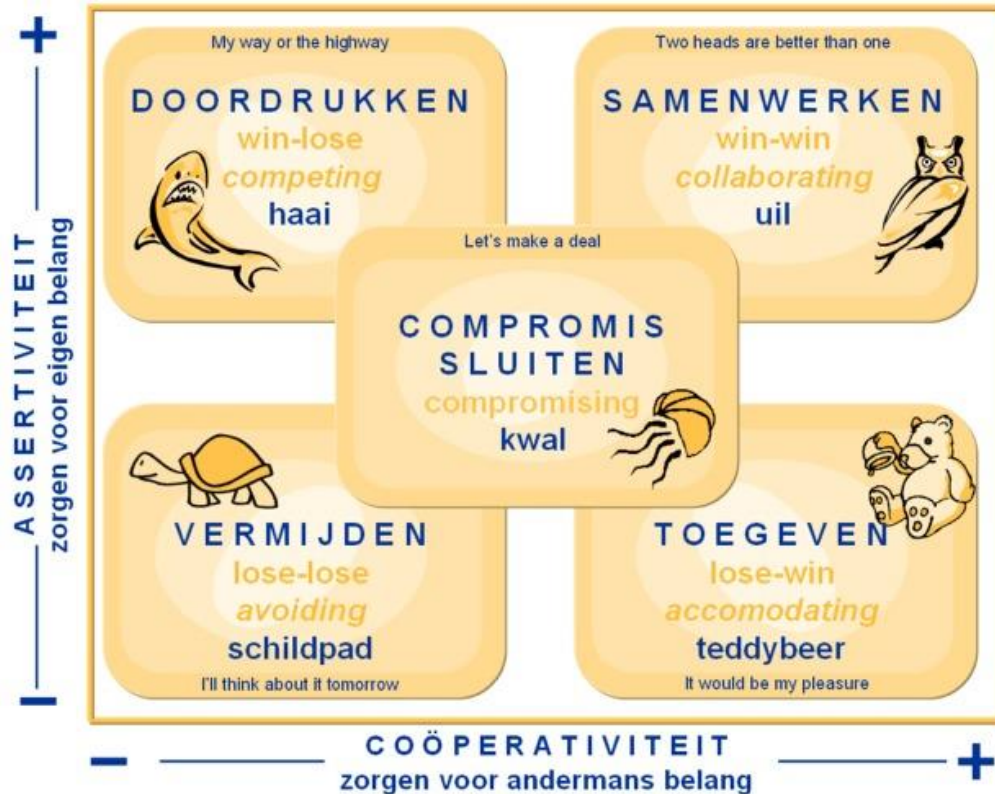 My way or the highway
DOORDRUKKEN
win-lose
competing
haai
Two heads are better than one
SAMENWERKEN
win-win
collaborating
uil
Let's make a deal
COMPROMIS
SLUITEN
compromising
kwal
VERMIJDEN
lose-lose
avoiding
schildpad
I'll think about it tomorrow
TOEGEVEN
lose-win
accomodating
teddybeer
It would be my pleasure
+
ASSERTIVITEIT
zorgen voor eigen belang
−
−
COÖPERATIVITEIT
zorgen voor andermans belang
+